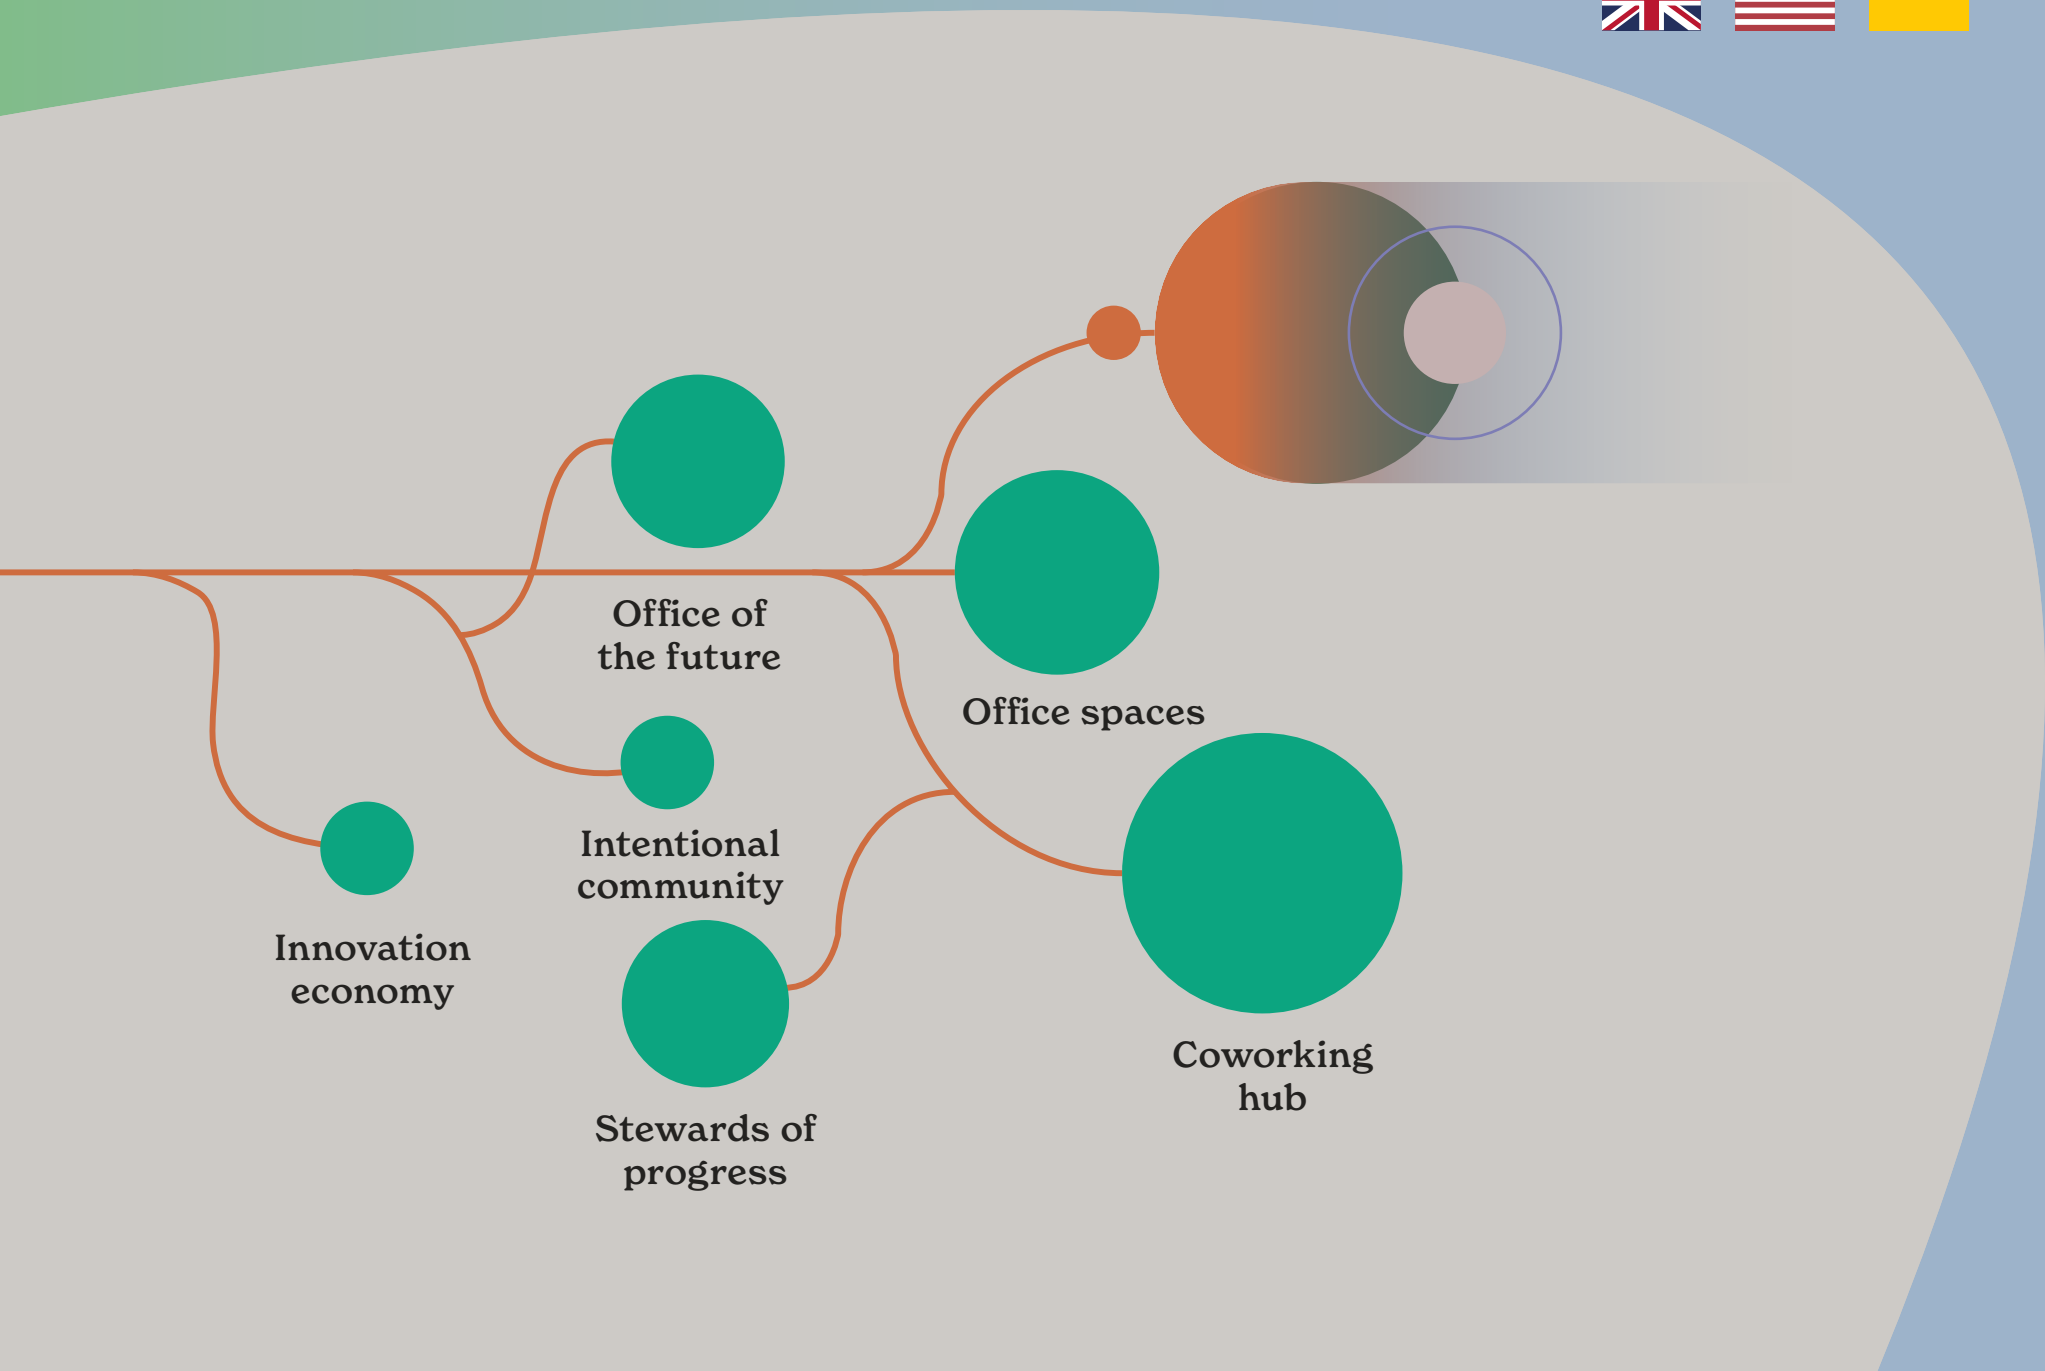 Office of
the future
Office spaces
Intentional
community
Innovation
economy
Coworking
hub
Stewards of
progress